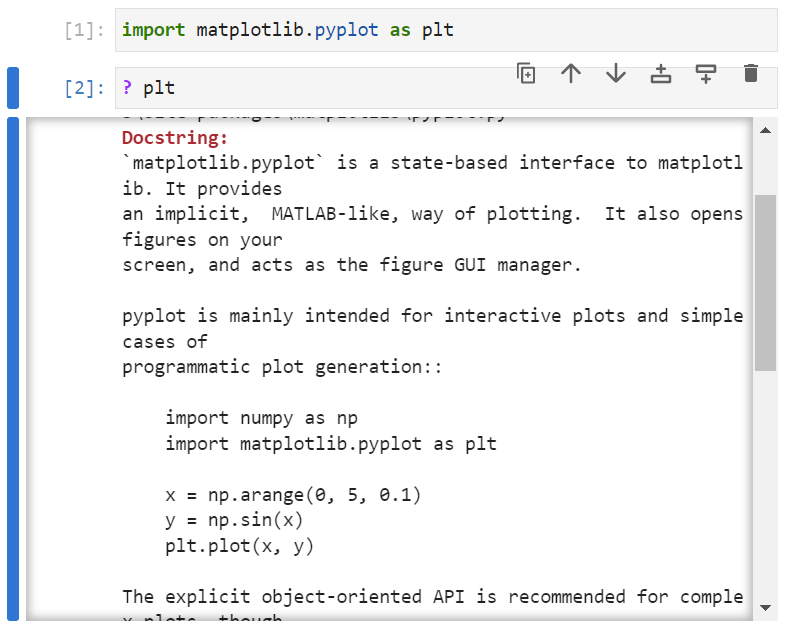 [1]: import matplotlib.pyplot as plt
[2]: ? plt
Docstring:
`matplotlib.pyplot` is a state-based interface to matplotl
ib. It provides
an implicit,  MATLAB-like, way of plotting.  It also opens
figures on your
screen, and acts as the figure GUI manager.
pyplot is mainly intended for interactive plots and simple
cases of
programmatic plot generation::
import numpy as np
import matplotlib.pyplot as plt
x = np.arange(0, 5, 0.1)
y = np.sin(x)
plt.plot(x, y)
The explicit object-oriented API is recommended for comple
x plots, though